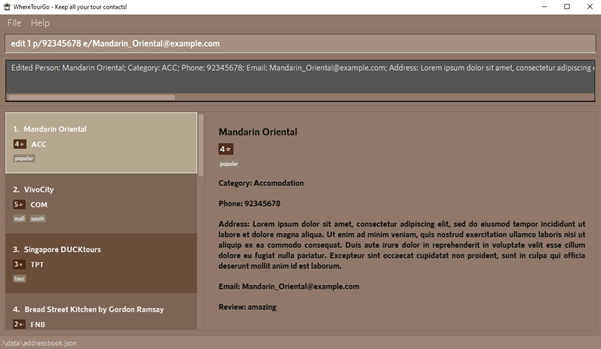 WhereTourGo - Keep all your tour contacts!
File Help
edit 1 p/92345678 e/Mandarin_Oriental@example.com
Edited Person: Mandarin Oriental; Category: ACC; Phone: 92345678; Email: Mandarin_Oriental@example.com; Address: Lorem ipsum dolor sit amet, consectetur adipiscing e
1. Mandarin Oriental
4★ ACC
popular
2. VivoCity
5★ COM
mall south
3. Singapore DUCKtours
3★ TPT
tour
4. Bread Street Kitchen by Gordon Ramsay
2★ FNB
Mandarin Oriental
4★
popular
Category: Accomodation
Phone: 92345678
Address: Lorem ipsum dolor sit amet, consectetur adipiscing elit, sed do eiusmod tempor incididunt ut
labore et dolore magna aliqua. Ut enim ad minim veniam, quis nostrud exercitation ullamco laboris nisi ut
aliquip ex ea commodo consequat. Duis aute irure dolor in reprehenderit in voluptate velit esse cillum
dolore eu fugiat nulla pariatur. Excepteur sint occaecat cupidatat non proident, sunt in culpa qui officia
deserunt mollit anim id est laborum.
Email: Mandarin_Oriental@example.com
Review: amazing
\data\addressbook.json